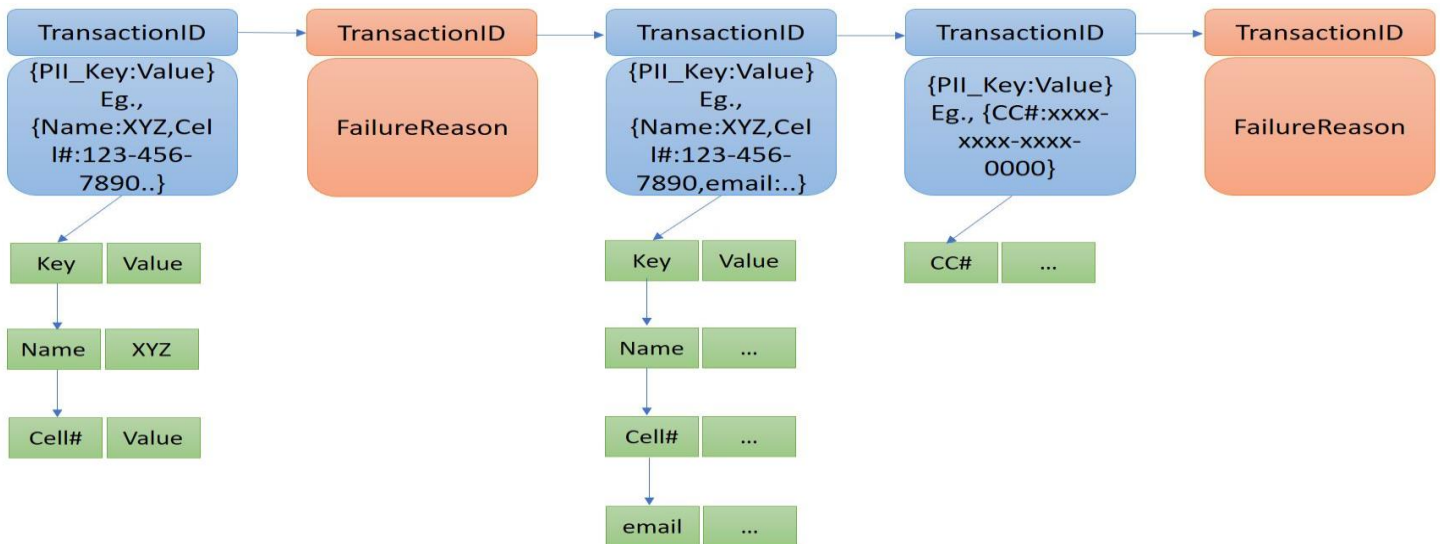 TransactionID
{PII_Key:Value}
Eg.,
{Name:XYZ,Cel
l#:123-456-
7890..}
Key Value
Name XYZ
Cell# Value
TransactionID
FailureReason
TransactionID
{PII_Key:Value}
Eg.,
{Name:XYZ,Cel
l#:123-456-
7890,email:..}
Key Value
Name ...
Cell# ...
email ...
TransactionID
{PII_Key:Value}
Eg., {CC#:xxxx-
xxxx-xxxx-
0000}
CC# ...
TransactionID
FailureReason